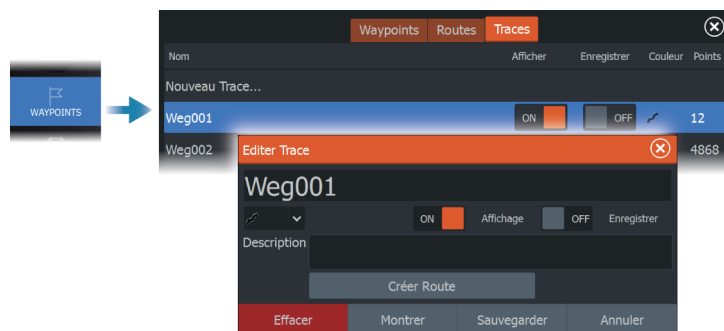 Waypoints Routes Traces
Nom Afficher Enregistrer Couleur Points
Nouveau Trace...
WAYPOINTS
Weg001 ON OFF 12
Weg002 4868
Editer Trace
Weg001
ON Affichage OFF Enregistrer
Description
Créer Route
Effacer Montrer Sauvegarder Annuler